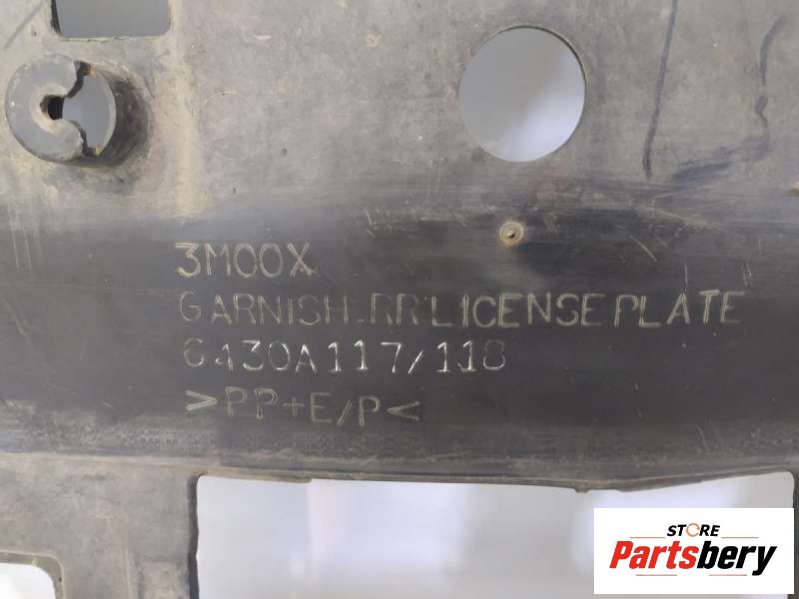 3M00X
GARNISH.RR LICENSE PLATE
6430A117/118
>PP+E/P<
STORE
Partsbery